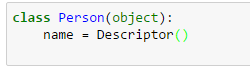 class Person(object):
    name = Descriptor()